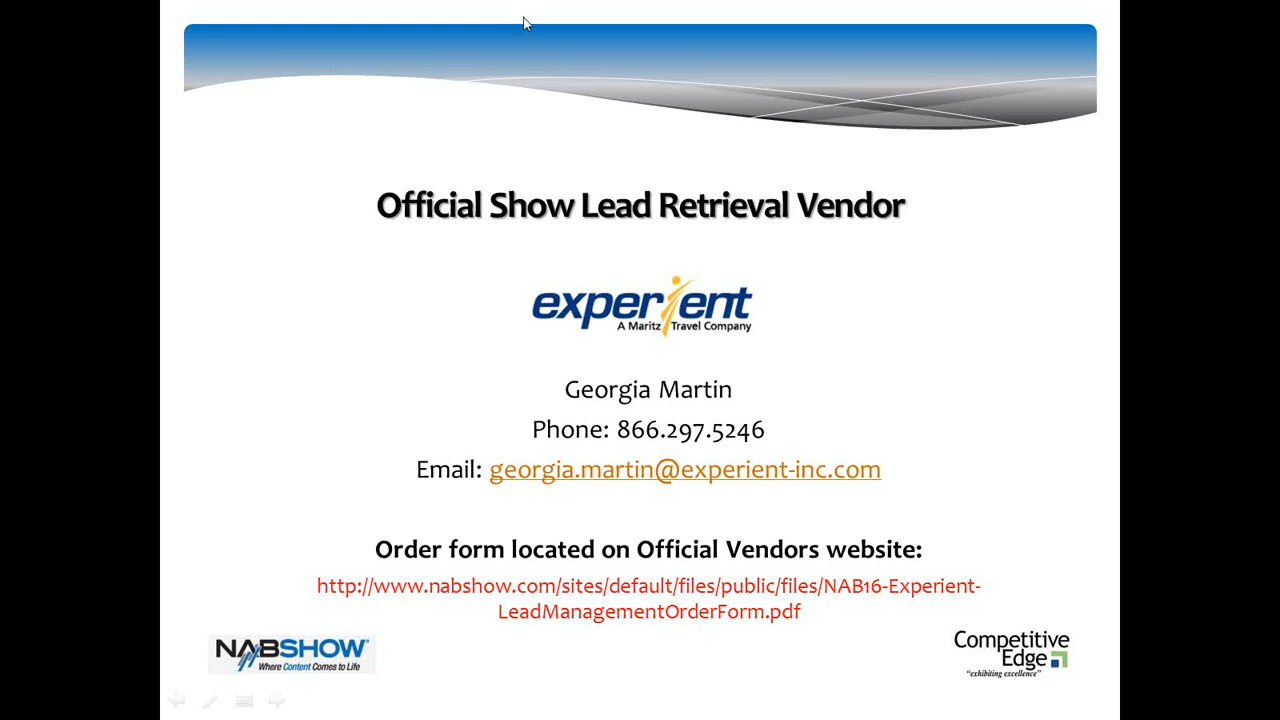 Official Show Lead Retrieval Vendor
experient
A Maritz Travel Company
Georgia Martin
Phone: 866.297.5246
Email: georgia.martin@experient-inc.com
Order form located on Official Vendors website:
http://www.nabshow.com/sites/default/files/public/files/NAB16-Experient-
LeadManagementOrderForm.pdf
NABSHOW®
Where Content Comes to Life
Competitive
Edge
“exhibiting excellence”